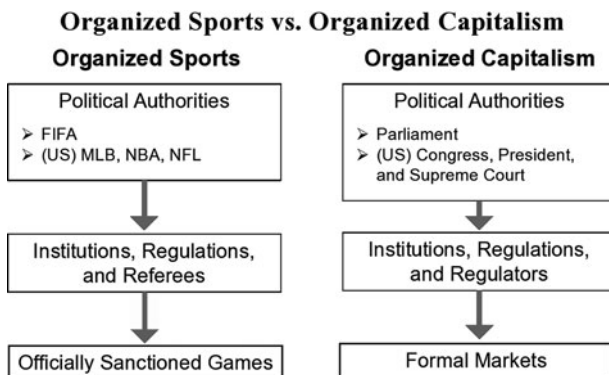 Organized Sports vs. Organized Capitalism
Organized Sports
Political Authorities
➢ FIFA
➢ (US) MLB, NBA, NFL
Institutions, Regulations,
and Referees
Officially Sanctioned Games
Organized Capitalism
Political Authorities
➢ Parliament
➢ (US) Congress, President,
and Supreme Court
Institutions, Regulations,
and Regulators
Formal Markets